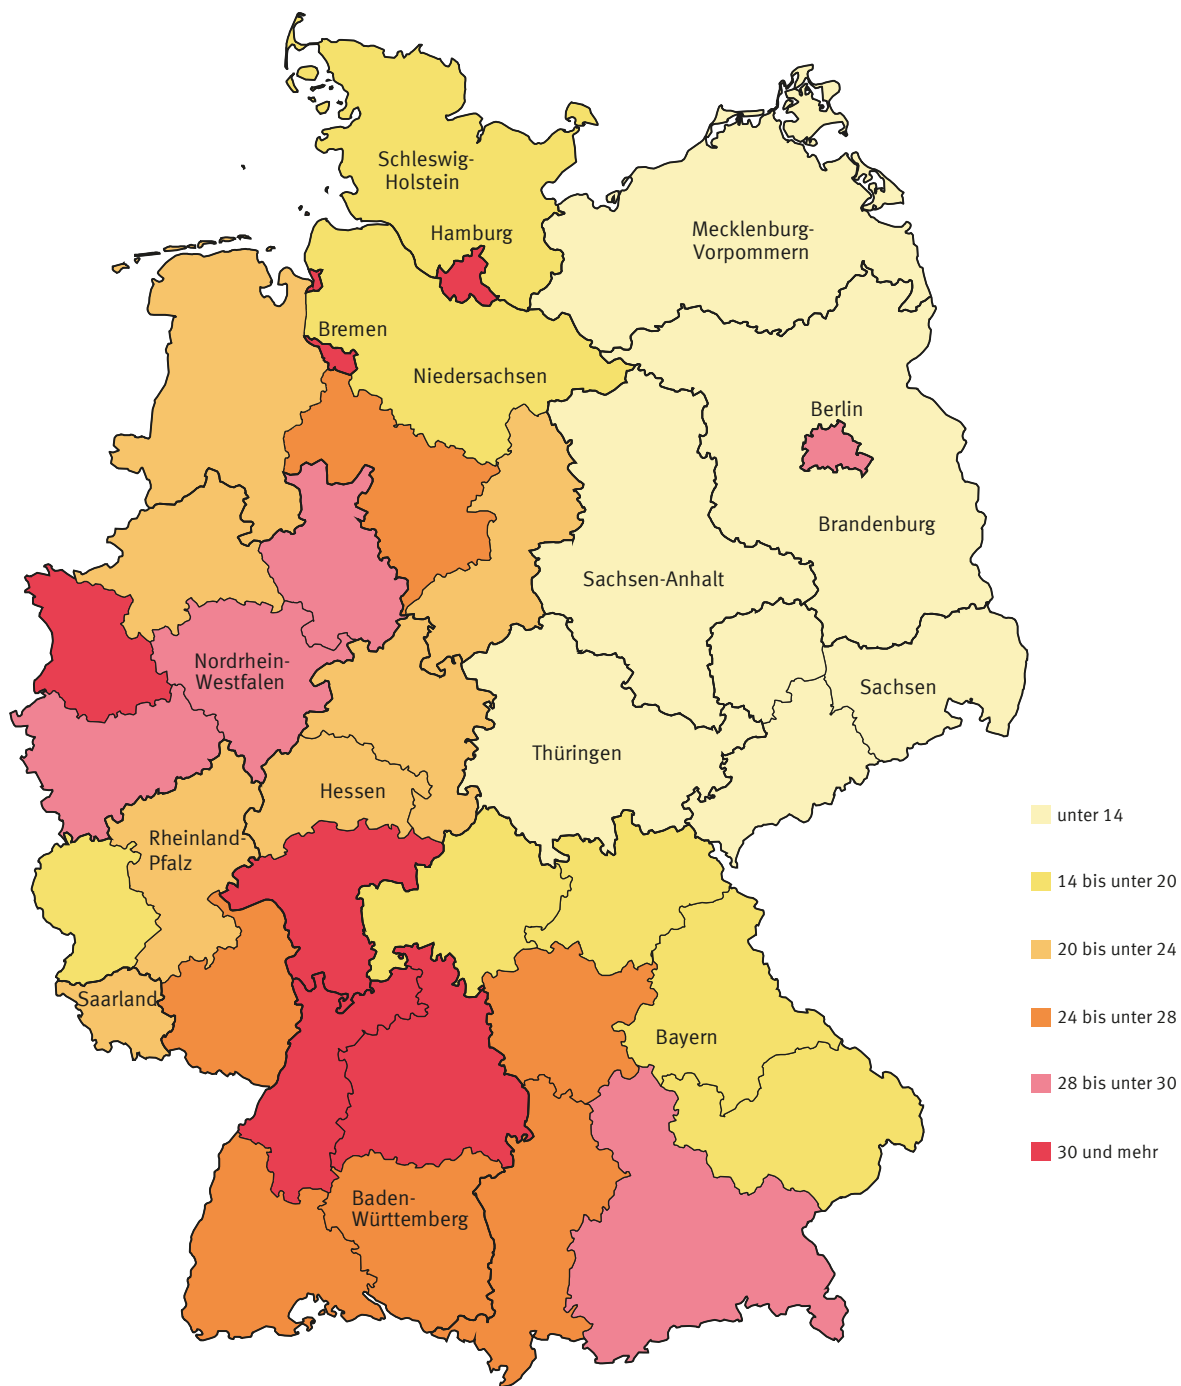 Schleswig-
Holstein
Hamburg
Mecklenburg-
Vorpommern
Bremen
Niedersachsen
Berlin
Brandenburg
Sachsen-Anhalt
Nordrhein-
Westfalen
Sachsen
Thüringen
Hessen
Rheinland-
Pfalz
Saarland
Bayern
Baden-
Württemberg
unter 14
14 bis unter 20
20 bis unter 24
24 bis unter 28
28 bis unter 30
30 und mehr